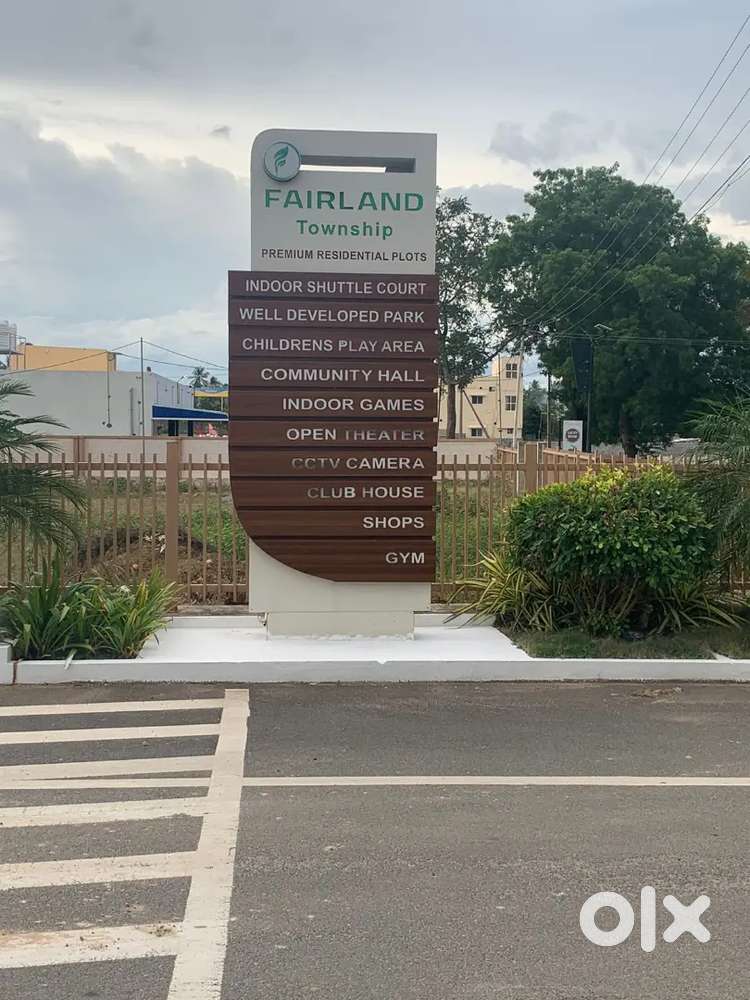 FAIRLAND
Township
PREMIUM RESIDENTIAL PLOTS
INDOOR SHUTTLE COURT
WELL DEVELOPED PARK
CHILDRENS PLAY AREA
COMMUNITY HALL
INDOOR GAMES
OPEN THEATER
CCTV CAMERA
CLUB HOUSE
SHOPS
GYM
olx